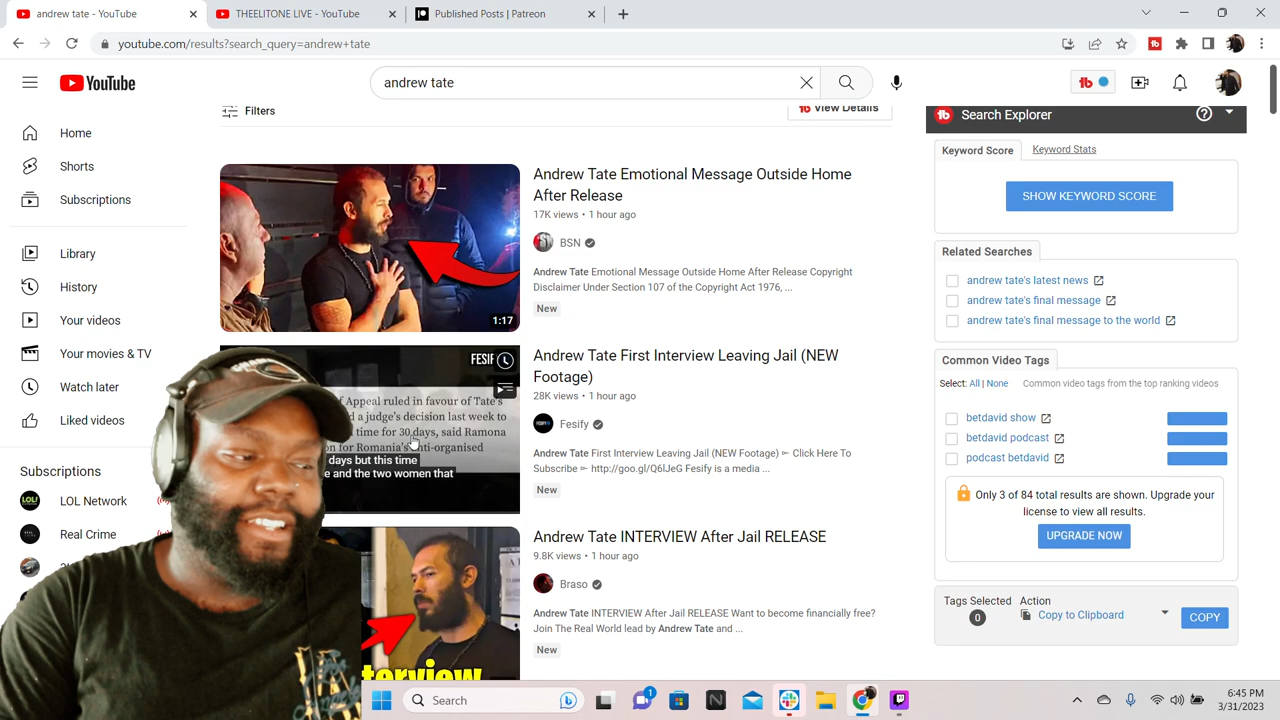 andrew tate - YouTube
THEELITONE LIVE - YouTube
Published Posts | Patreon
youtube.com/results?search_query=andrew+tate
YouTube
andrew tate
Filters
View Details
Search Explorer
Home
Shorts
Subscriptions
Library
History
Your videos
Your movies & TV
Watch later
Liked videos
Subscriptions
LOL Network
Real Crime
1:17
Andrew Tate Emotional Message Outside Home
After Release
17K views • 1 hour ago
BSN
Andrew Tate Emotional Message Outside Home After Release Copyright
Disclaimer Under Section 107 of the Copyright Act 1976, ...
New
FESIF
f Appeal ruled in favour of Tate's
d a judge's decision last week to
time for 30 days, said Ramona
n for Romania's anti-organised
days but this time
e and the two women that
Andrew Tate First Interview Leaving Jail (NEW
Footage)
28K views • 1 hour ago
Fesify
Andrew Tate First Interview Leaving Jail (NEW Footage) ► Click Here To
Subscribe ► http://goo.gl/Q6lJeG Fesify is a media ...
New
Andrew Tate INTERVIEW After Jail RELEASE
9.8K views • 1 hour ago
Braso
Andrew Tate INTERVIEW After Jail RELEASE Want to become financially free?
Join The Real World lead by Andrew Tate and ...
New
terview
Keyword Score
Keyword Stats
SHOW KEYWORD SCORE
Related Searches
andrew tate's latest news
andrew tate's final message
andrew tate's final message to the world
Common Video Tags
Select: All | None
Common video tags from the top ranking videos
betdavid show
betdavid podcast
podcast betdavid
Only 3 of 84 total results are shown. Upgrade your
license to view all results.
UPGRADE NOW
Tags Selected
0
Action
Copy to Clipboard
COPY
Search
1
6:45 PM
3/31/2023